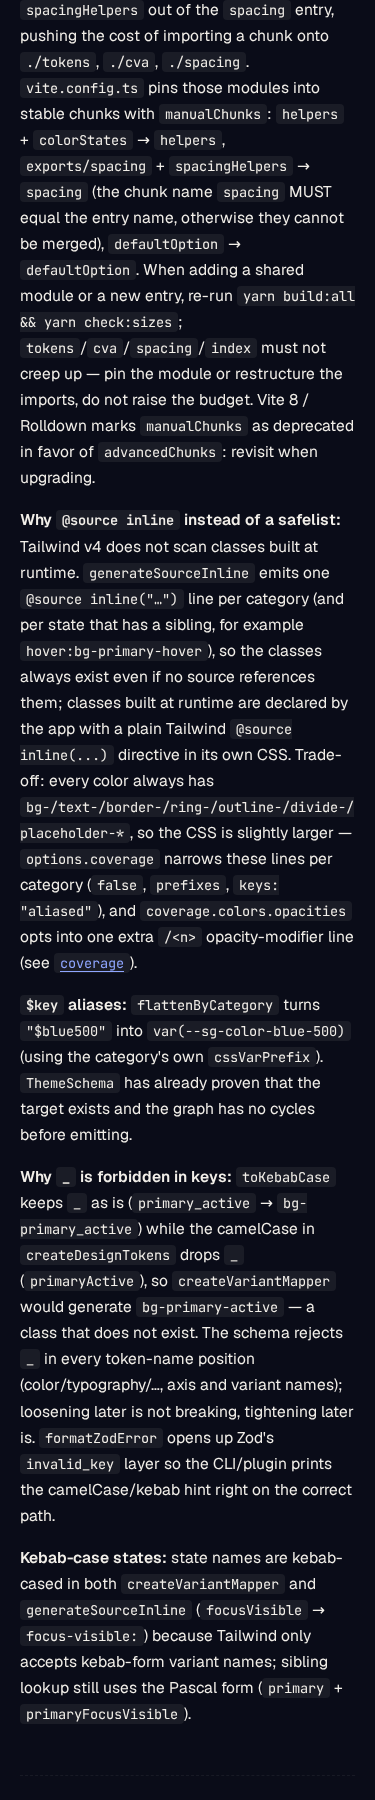 spacingHelpers out of the spacing entry,
pushing the cost of importing a chunk onto
./tokens, ./cva, ./spacing.
vite.config.ts pins those modules into
stable chunks with manualChunks: helpers
+ colorStates → helpers,
exports/spacing + spacingHelpers →
spacing (the chunk name spacing MUST
equal the entry name, otherwise they cannot
be merged), defaultOption →
defaultOption. When adding a shared
module or a new entry, re-run yarn build:all
&& yarn check:sizes;
tokens/cva/spacing/index must not
creep up — pin the module or restructure the
imports, do not raise the budget. Vite 8 /
Rolldown marks manualChunks as deprecated
in favor of advancedChunks: revisit when
upgrading.
Why @source inline instead of a safelist:
Tailwind v4 does not scan classes built at
runtime. generateSourceInline emits one
@source inline("…") line per category (and
per state that has a sibling, for example
hover:bg-primary-hover), so the classes
always exist even if no source references
them; classes built at runtime are declared by
the app with a plain Tailwind @source
inline(...) directive in its own CSS. Trade-
off: every color always has
bg-/text-/border-/ring-/outline-/divide-/
placeholder-*, so the CSS is slightly larger —
options.coverage narrows these lines per
category (false, prefixes, keys:
"aliased"), and coverage.colors.opacities
opts into one extra /<n> opacity-modifier line
(see coverage).
$key aliases: flattenByCategory turns
"$blue500" into var(--sg-color-blue-500)
(using the category's own cssVarPrefix).
ThemeSchema has already proven that the
target exists and the graph has no cycles
before emitting.
Why _ is forbidden in keys: toKebabCase
keeps _ as is (primary_active → bg-
primary_active) while the camelCase in
createDesignTokens drops _
(primaryActive), so createVariantMapper
would generate bg-primary-active — a
class that does not exist. The schema rejects
_ in every token-name position
(color/typography/…, axis and variant names);
loosening later is not breaking, tightening later
is. formatZodError opens up Zod's
invalid_key layer so the CLI/plugin prints
the camelCase/kebab hint right on the correct
path.
Kebab-case states: state names are kebab-
cased in both createVariantMapper and
generateSourceInline (focusVisible →
focus-visible:) because Tailwind only
accepts kebab-form variant names; sibling
lookup still uses the Pascal form (primary +
primaryFocusVisible).